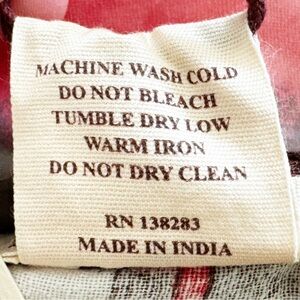 MACHINE WASH COLD
DO NOT BLEACH
TUMBLE DRY LOW
WARM IRON
DO NOT DRY CLEAN
RN 138283
MADE IN INDIA